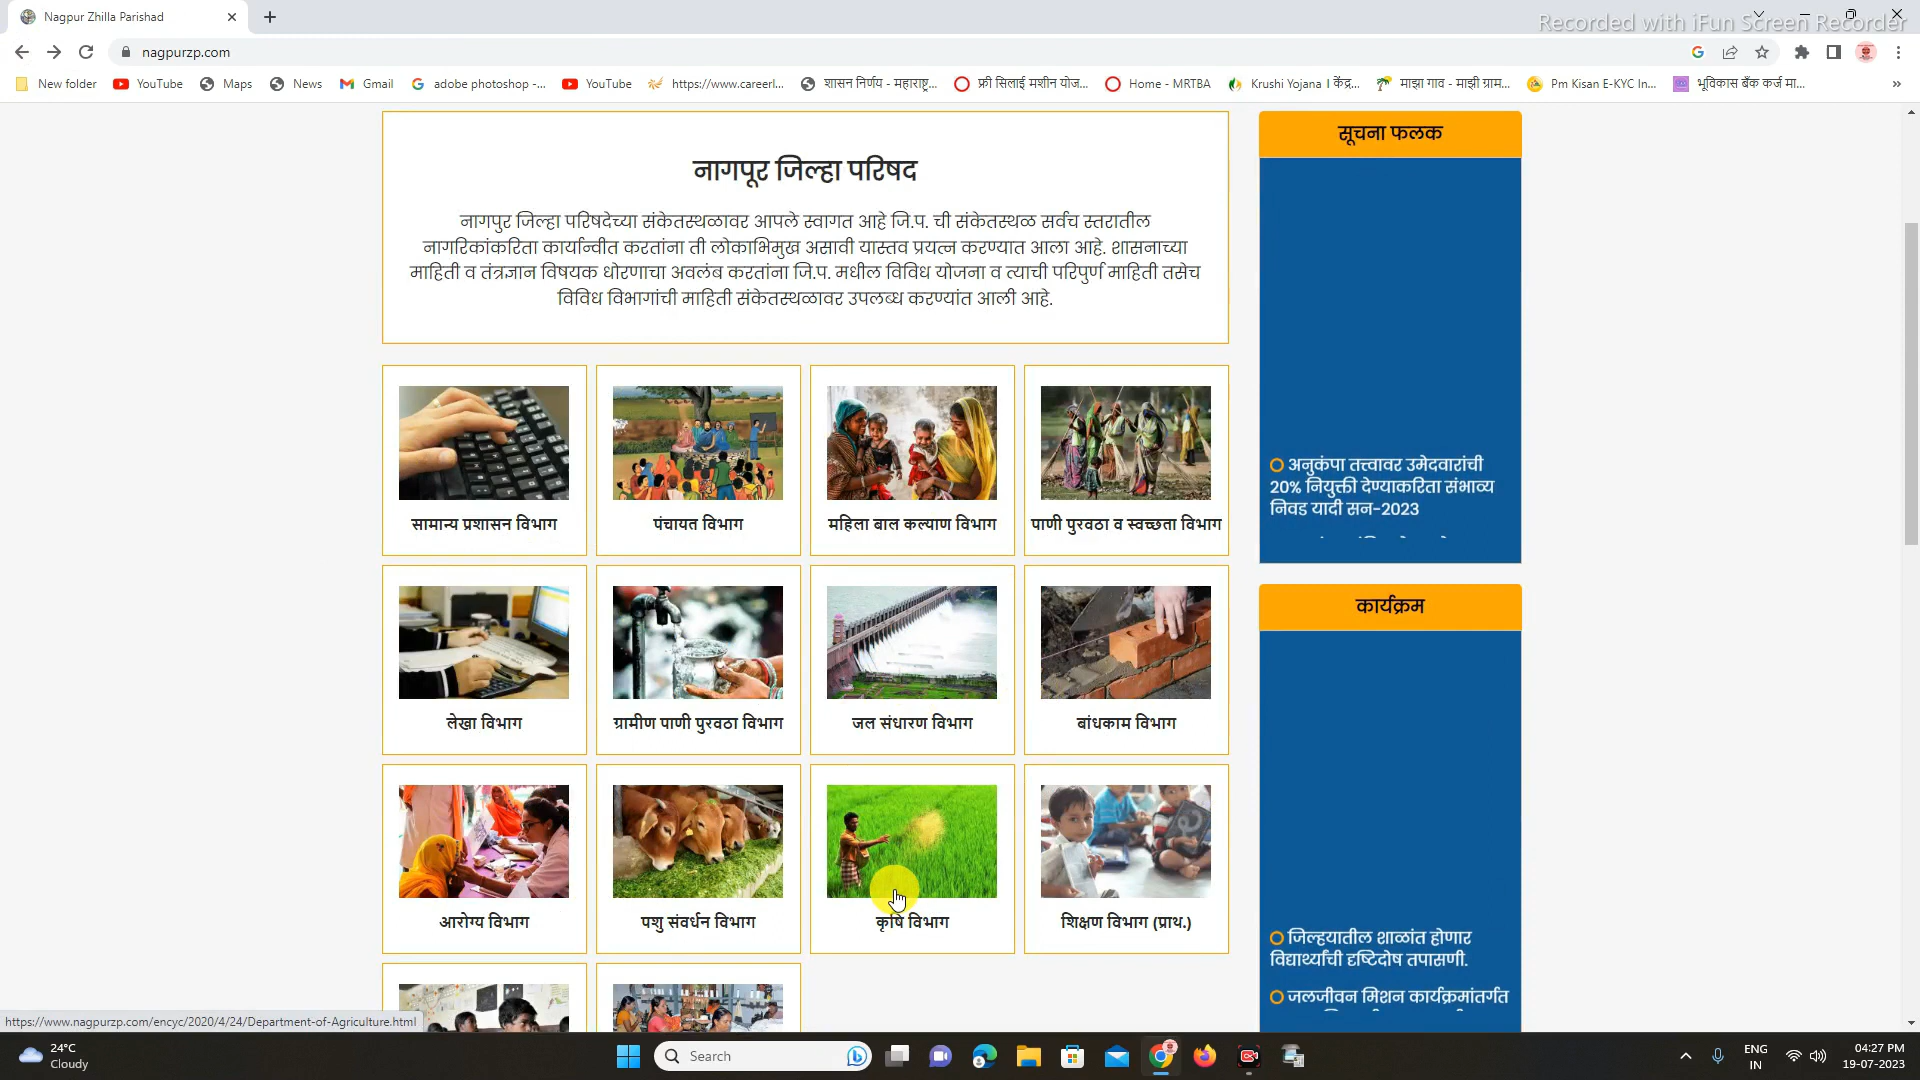 Nagpur Zhilla Parishad
Recorded with iFun Screen Recorder
nagpurzp.com
New folder
YouTube
Maps
News
Gmail
adobe photoshop -...
YouTube
https://www.careerl...
शासन निर्णय - महाराष्ट्र...
फ्री सिलाई मशीन योज...
Home - MRTBA
Krushi Yojana । केंद्र...
माझा गाव - माझी ग्राम...
Pm Kisan E-KYC In...
भूविकास बँक कर्ज मा...
नागपूर जिल्हा परिषद
नागपुर जिल्हा परिषदेच्या संकेतस्थळावर आपले स्वागत आहे जि.प. ची संकेतस्थळ सर्वच स्तरातील
नागरिकांकरिता कार्यान्वीत करतांना ती लोकाभिमुख असावी यास्तव प्रयत्न करण्यात आला आहे. शासनाच्या
माहिती व तंत्रज्ञान विषयक धोरणाचा अवलंब करतांना जि.प. मधील विविध योजना व त्याची परिपुर्ण माहिती तसेच
विविध विभागांची माहिती संकेतस्थळावर उपलब्ध करण्यांत आली आहे.
सामान्य प्रशासन विभाग
पंचायत विभाग
महिला बाल कल्याण विभाग
पाणी पुरवठा व स्वच्छता विभाग
लेखा विभाग
ग्रामीण पाणी पुरवठा विभाग
जल संधारण विभाग
बांधकाम विभाग
आरोग्य विभाग
पशु संवर्धन विभाग
कृषि विभाग
शिक्षण विभाग (प्राथ.)
सूचना फलक
अनुकंपा तत्त्वावर उमेदवारांची
20% नियुक्ती देण्याकरिता संभाव्य
निवड यादी सन-2023
कार्यक्रम
जिल्हयातील शाळांत होणार
विद्यार्थ्यांची दृष्टिदोष तपासणी.
जलजीवन मिशन कार्यक्रमांतर्गत
https://www.nagpurzp.com/encyc/2020/4/24/Department-of-Agriculture.html
24°C
Cloudy
Search
ENG
IN
04:27 PM
19-07-2023